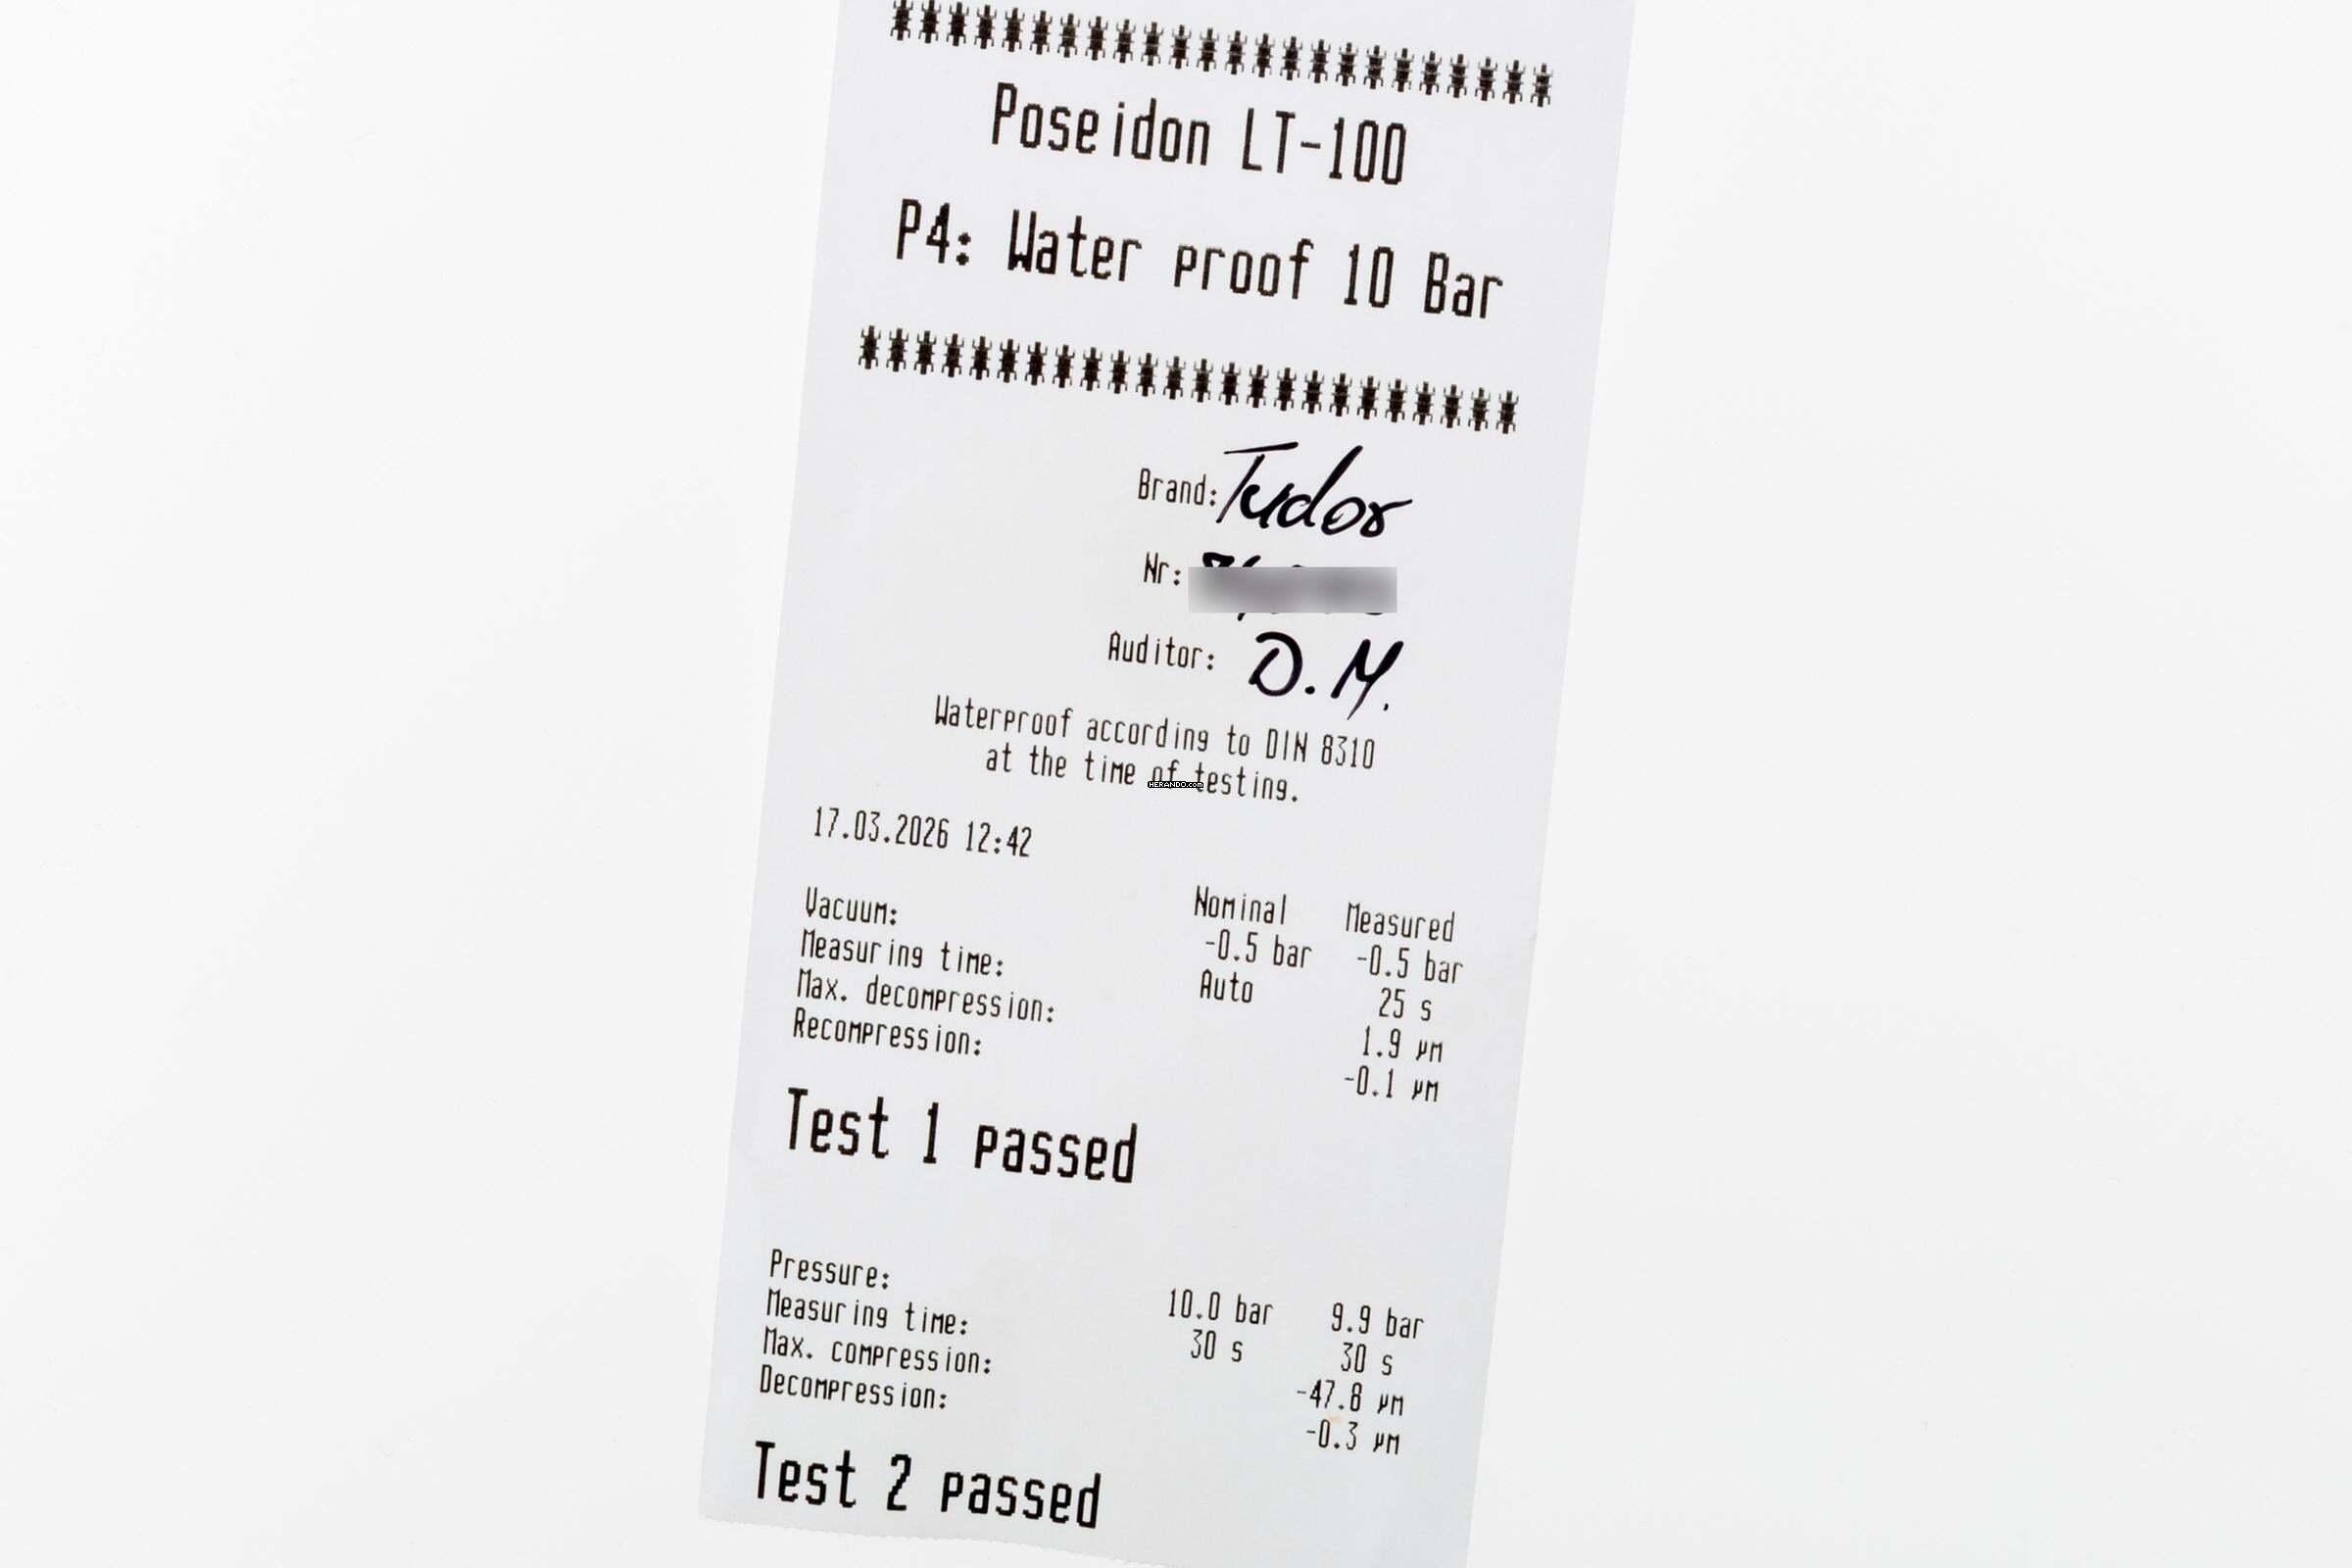 Poseidon LT-100
P4: Water proof 10 Bar
Brand: Tudor
Nr:
Auditor: D.M.
Waterproof according to DIN 8310
at the time of testing.
HERANDO.com
17.03.2026 12:42
Nominal Measured
Vacuum: -0.5 bar -0.5 bar
Measuring time: Auto 25 s
Max. decompression: 1.9 µm
Recompression: -0.1 µm
Test 1 passed
Pressure: 10.0 bar 9.9 bar
Measuring time: 30 s 30 s
Max. compression: -47.8 µm
Decompression: -0.3 µm
Test 2 passed